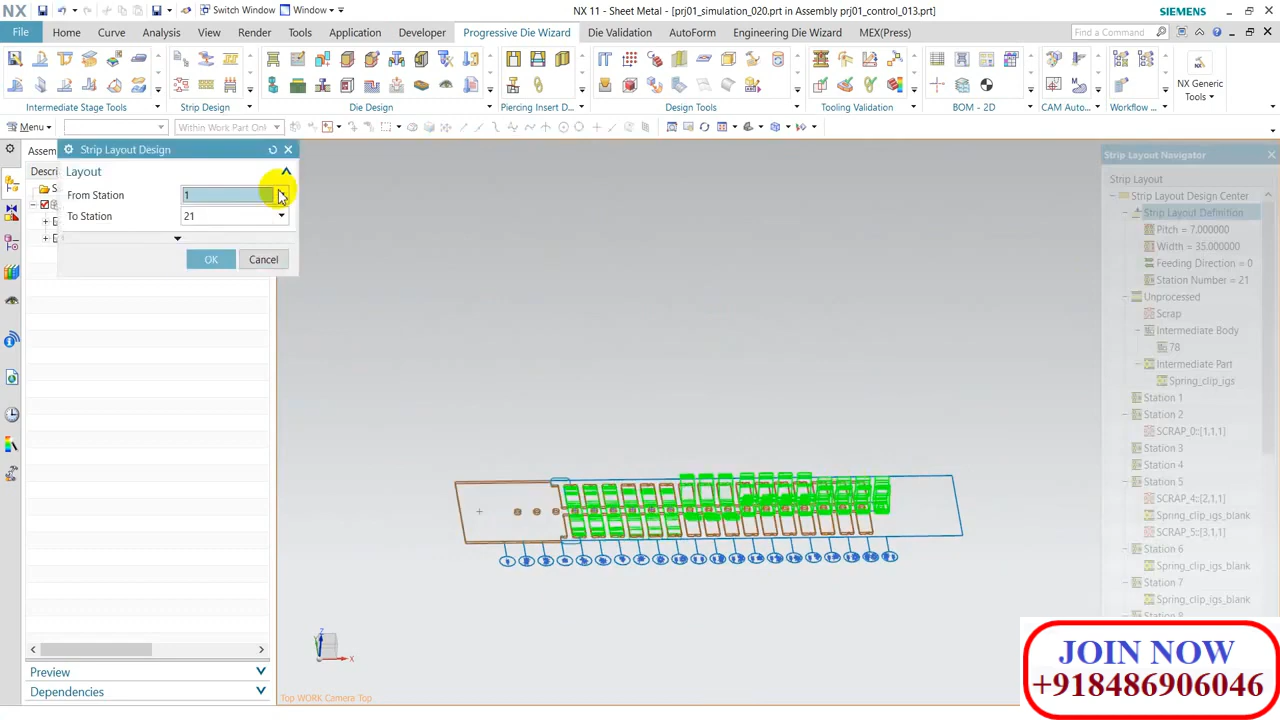 NX
Switch Window
Window
NX 11 - Sheet Metal - [prj01_simulation_020.prt in Assembly prj01_control_013.prt]
SIEMENS
File
Home
Curve
Analysis
View
Render
Tools
Application
Developer
Progressive Die Wizard
Die Validation
AutoForm
Engineering Die Wizard
MEX(Press)
Find a Command
Intermediate Stage Tools
Strip Design
Die Design
Piercing Insert D...
Design Tools
Tooling Validation
BOM - 2D
CAM Auto...
Workflow ...
NX Generic
Tools
Menu
Within Work Part Only
Strip Layout Design
Layout
From Station
1
To Station
21
OK
Cancel
Assem
Descri
Strip Layout Navigator
Strip Layout
Strip Layout Design Center
Strip Layout Definition
Pitch = 7.000000
Width = 35.000000
Feeding Direction = 0
Station Number = 21
Unprocessed
Scrap
Intermediate Body
78
Intermediate Part
Spring_clip_igs
Station 1
Station 2
SCRAP_0::[1,1,1]
Station 3
Station 4
Station 5
SCRAP_4:[2,1,1]
Spring_clip_igs_blank
SCRAP_5:[3,1,1]
Station 6
Spring_clip_igs_blank
Station 7
Spring_clip_igs_blank
Station 8
Z
X
Top WORK Camera Top
Preview
Dependencies
JOIN NOW
+918486906046